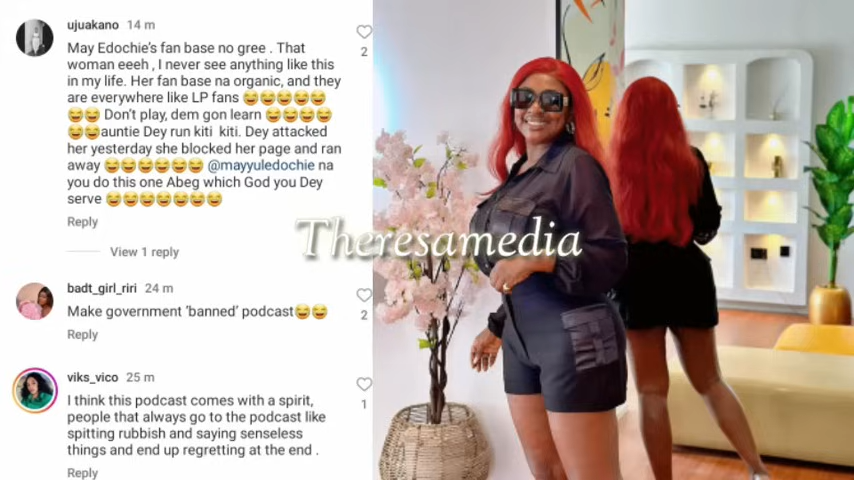 ujuakano 14 m
May Edochie's fan base no gree . That
woman eeeh , I never see anything like this
in my life. Her fan base na organic, and they
are everywhere like LP fans 😂😂😂😂😂
😂😂 Don't play, dem gon learn 😂😂😂😂
😂😂auntie Dey run kiti kiti. Dey attacked
her yesterday she blocked her page and ran
away 😂😂😂😂😂😂 @mayyuledochie na
you do this one Abeg which God you Dey
serve 😂😂😂😂😂😂😂
2
Reply
View 1 reply
badt_girl_riri 24 m
Make government 'banned' podcast😂😂
2
Reply
viks_vico 25 m
I think this podcast comes with a spirit,
people that always go to the podcast like
spitting rubbish and saying senseless
things and end up regretting at the end .
1
Reply
Theresamedia